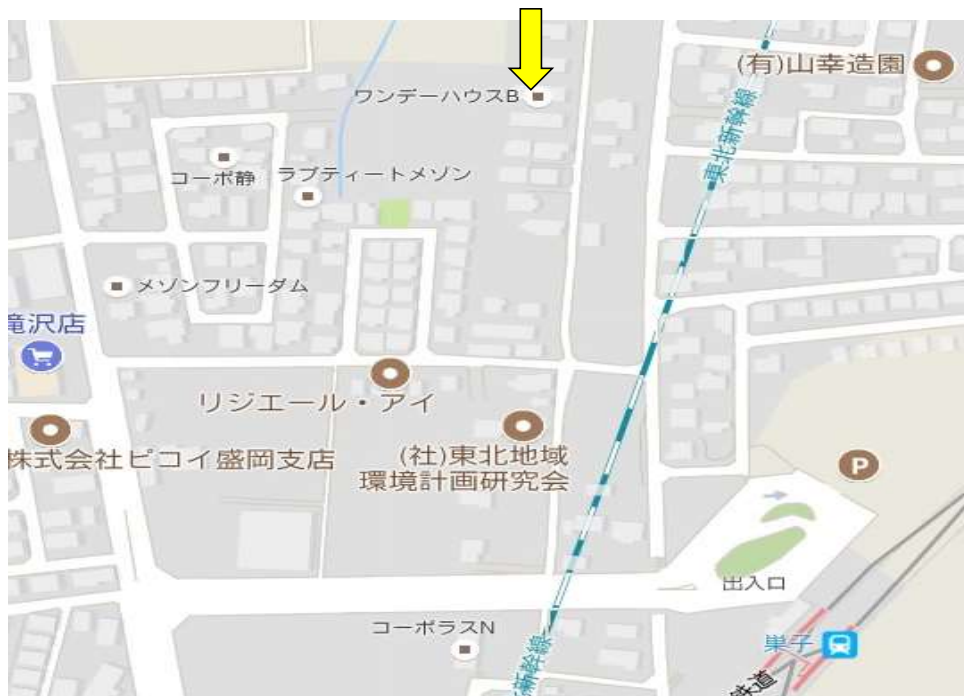 (有)山幸造園
ワンデーハウスB
東北新幹線
コーポ静
ラプティートメゾン
メゾンフリーダム
滝沢店
リジエール・アイ
株式会社ピコイ盛岡支店
(社)東北地域
環境計画研究会
P
出入口
コーポラスN
巣子
新幹線
鉄道